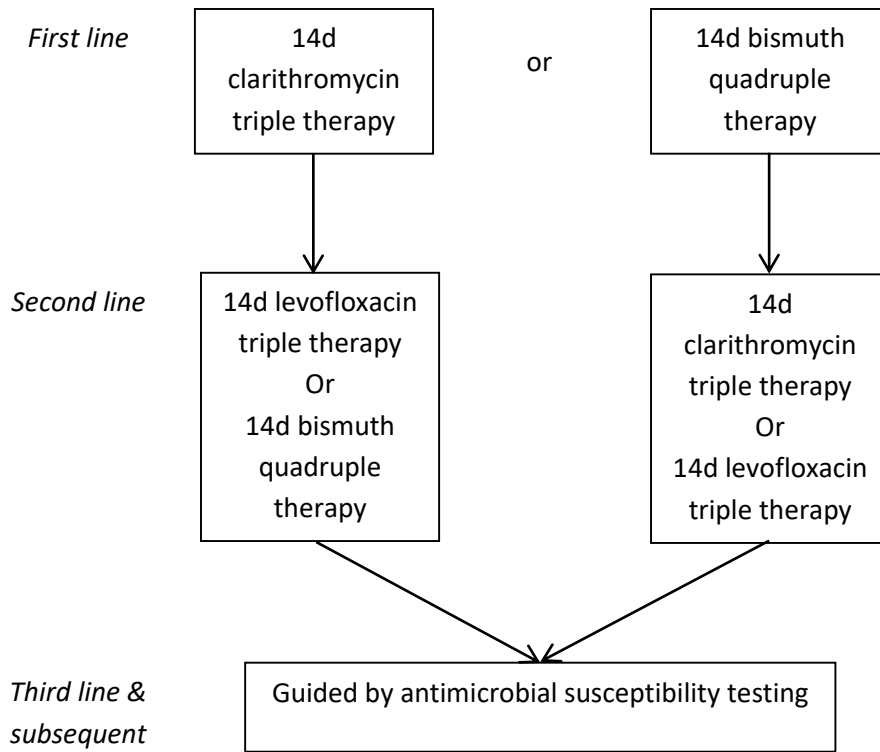 First line
14d
clarithromycin
triple therapy
or
14d bismuth
quadruple
therapy
Second line
14d levofloxacin
triple therapy
Or
14d bismuth
quadruple
therapy
14d
clarithromycin
triple therapy
Or
14d levofloxacin
triple therapy
Third line &
subsequent
Guided by antimicrobial susceptibility testing